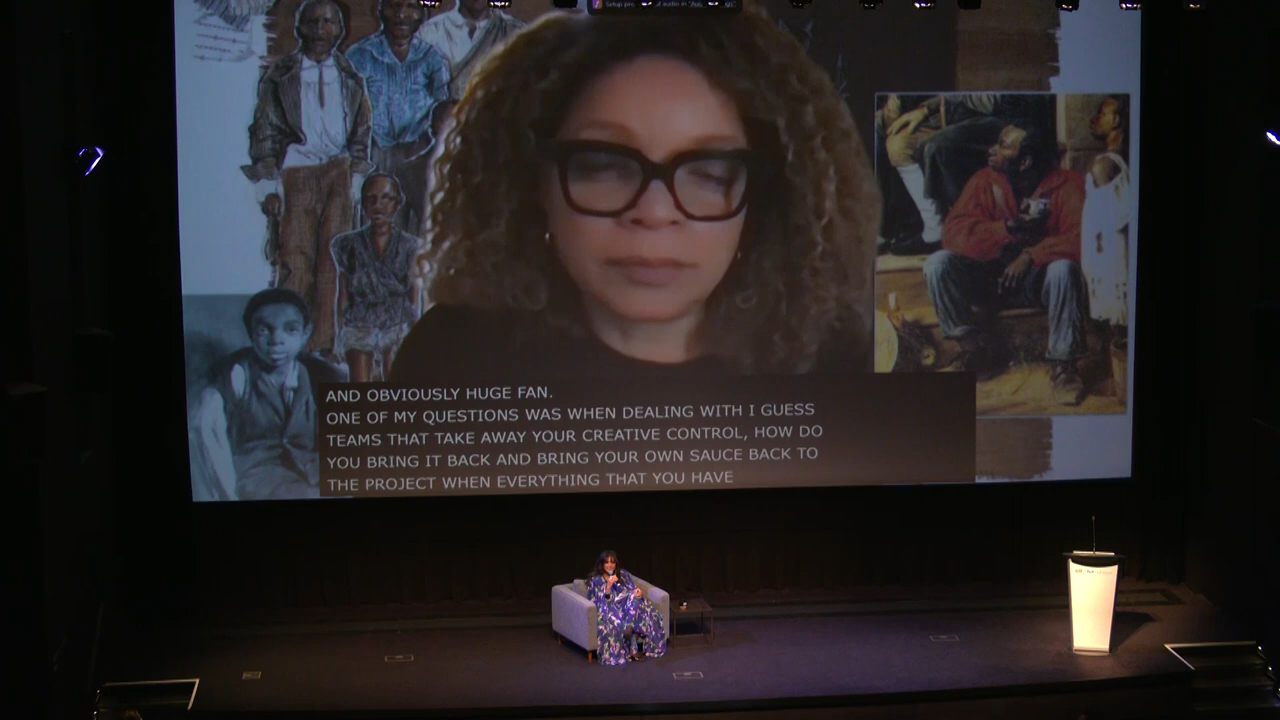 AND OBVIOUSLY HUGE FAN.
ONE OF MY QUESTIONS WAS WHEN DEALING WITH I GUESS
TEAMS THAT TAKE AWAY YOUR CREATIVE CONTROL, HOW DO
YOU BRING IT BACK AND BRING YOUR OWN SAUCE BACK TO
THE PROJECT WHEN EVERYTHING THAT YOU HAVE